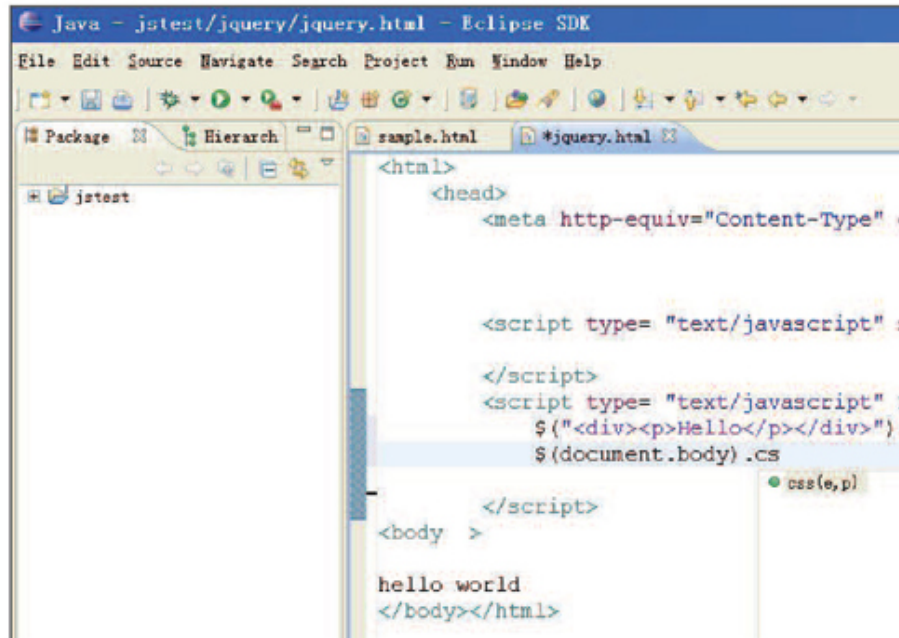 Java - jstest/jquery/jquery.html - Eclipse SDK
File Edit Source Navigate Search Project Run Window Help
Package Hierarch
sample.html *jquery.html
jstest
<html>
<head>
<meta http-equiv="Content-Type"
<script type= "text/javascript"
</script>
<script type= "text/javascript"
$("<div><p>Hello</p></div>")
$(document.body).cs
css(e,p)
</script>
<body >
hello world
</body></html>